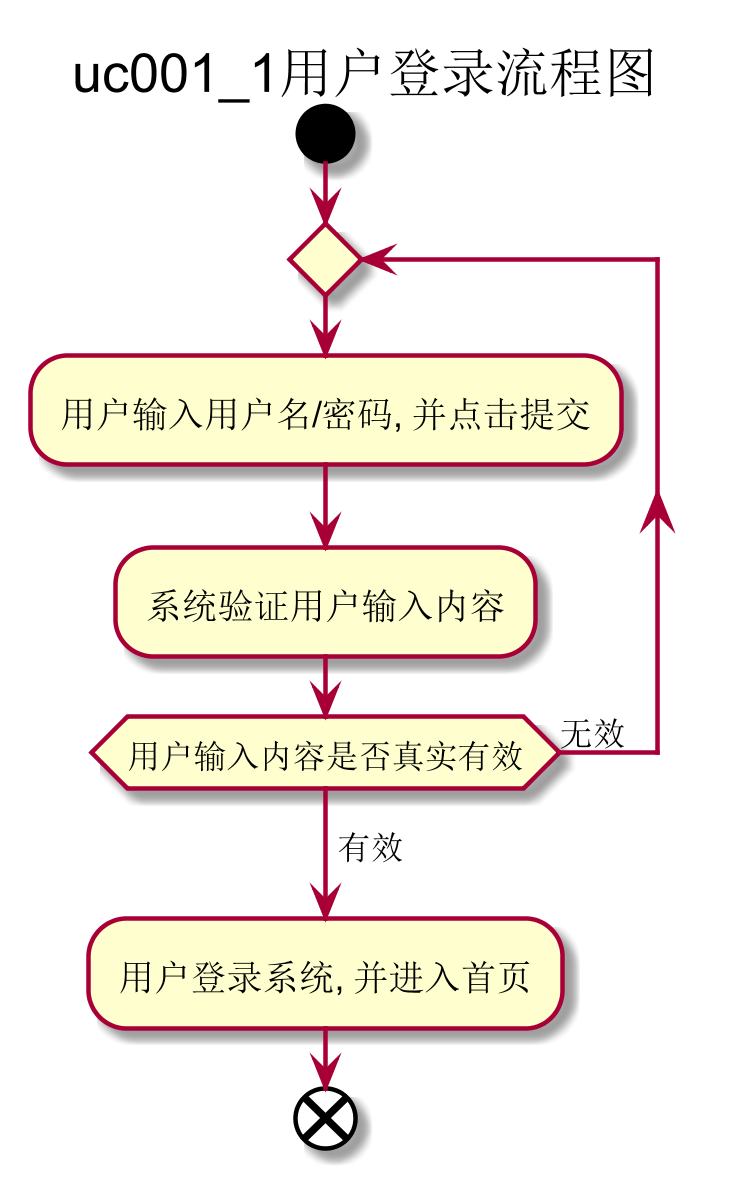 uc001_1用户登录流程图
用户输入用户名/密码, 并点击提交
系统验证用户输入内容
用户输入内容是否真实有效
无效
有效
用户登录系统, 并进入首页